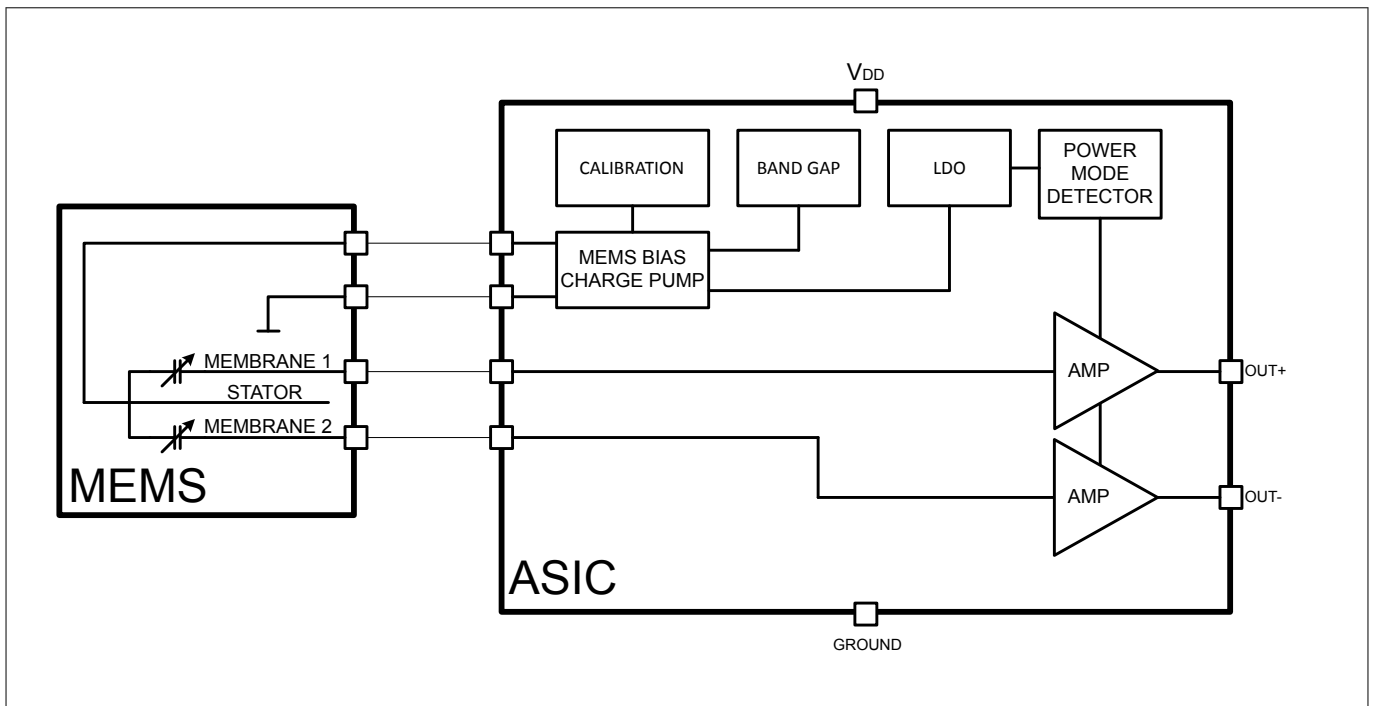 VDD
CALIBRATION
BAND GAP
LDO
POWER
MODE
DETECTOR
MEMS BIAS
CHARGE PUMP
MEMBRANE 1
STATOR
MEMBRANE 2
MEMS
AMP
OUT+
AMP
OUT-
ASIC
GROUND